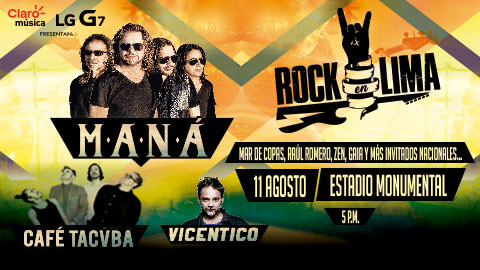 Claro música
LG G7
PRESENTAN:
MANÁ
ROCK en LIMA
MAR DE COPAS, RAÚL ROMERO, ZEN, GAIA Y MÁS INVITADOS NACIONALES...
11 AGOSTO
ESTADIO MONUMENTAL
5 P.M.
CAFÉ TACVBA
VICENTICO